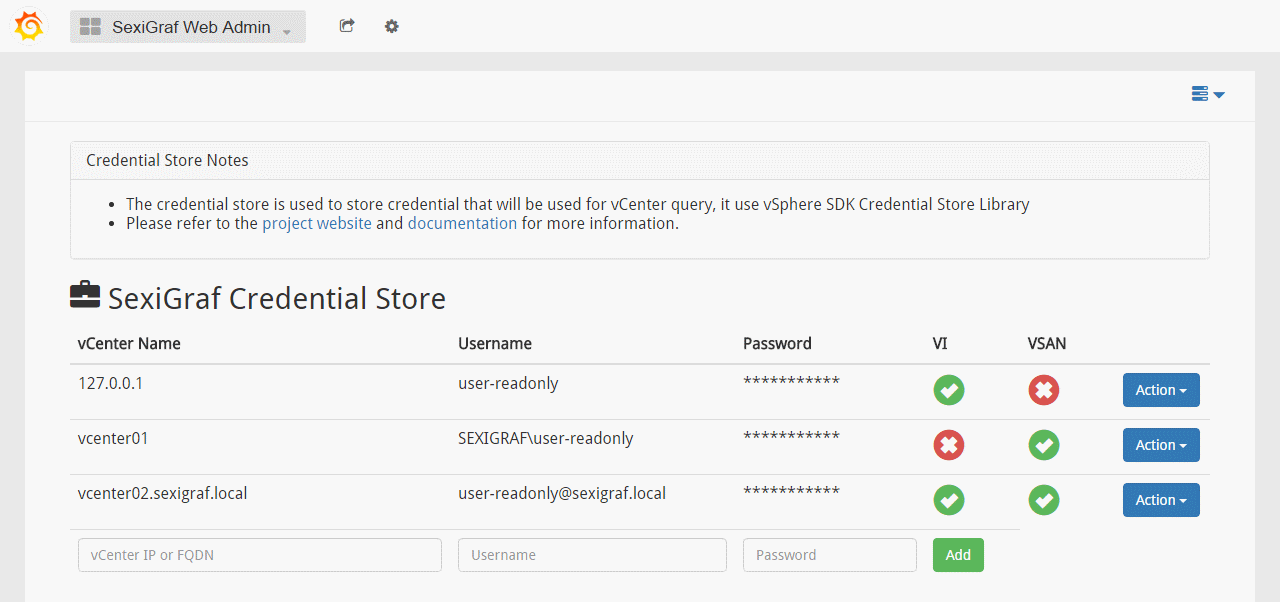 SexiGraf Web Admin
Credential Store Notes
The credential store is used to store credential that will be used for vCenter query, it use vSphere SDK Credential Store Library
Please refer to the project website and documentation for more information.
SexiGraf Credential Store
vCenter Name Username Password VI VSAN
127.0.0.1 user-readonly *********** Action
vcenter01 SEXIGRAF\user-readonly *********** Action
vcenter02.sexigraf.local user-readonly@sexigraf.local *********** Action
vCenter IP or FQDN Username Password Add